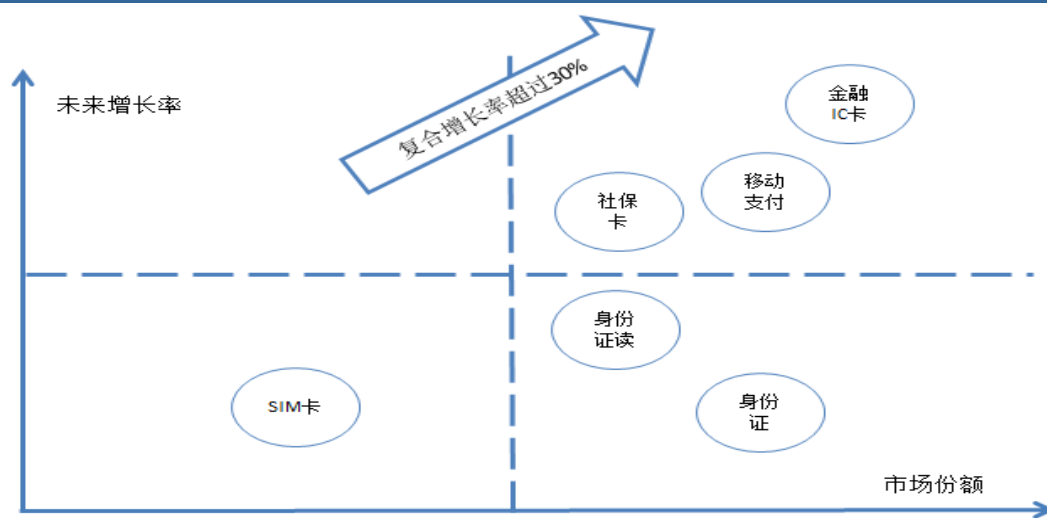 未来增长率
复合增长率超过30%
金融
IC卡
移动
支付
社保
卡
身份
证读
SIM卡
身份
证
市场份额